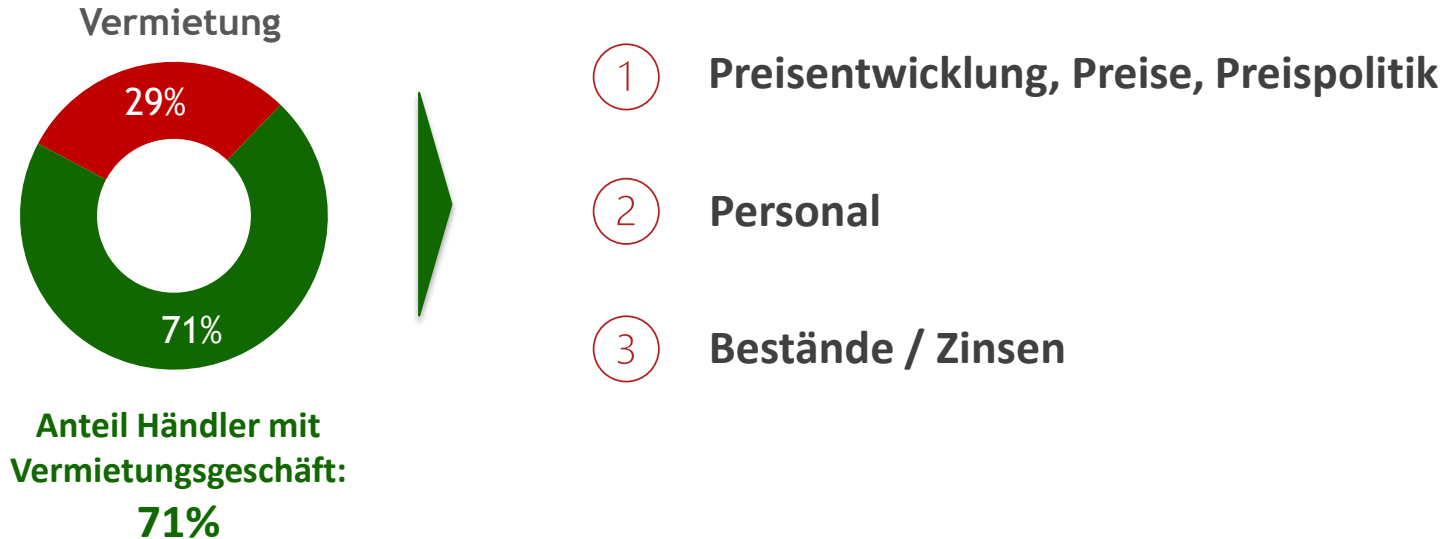 Vermietung
29%
71%
Anteil Händler mit
Vermietungsgeschäft:
71%
1 Preisentwicklung, Preise, Preispolitik
2 Personal
3 Bestände / Zinsen